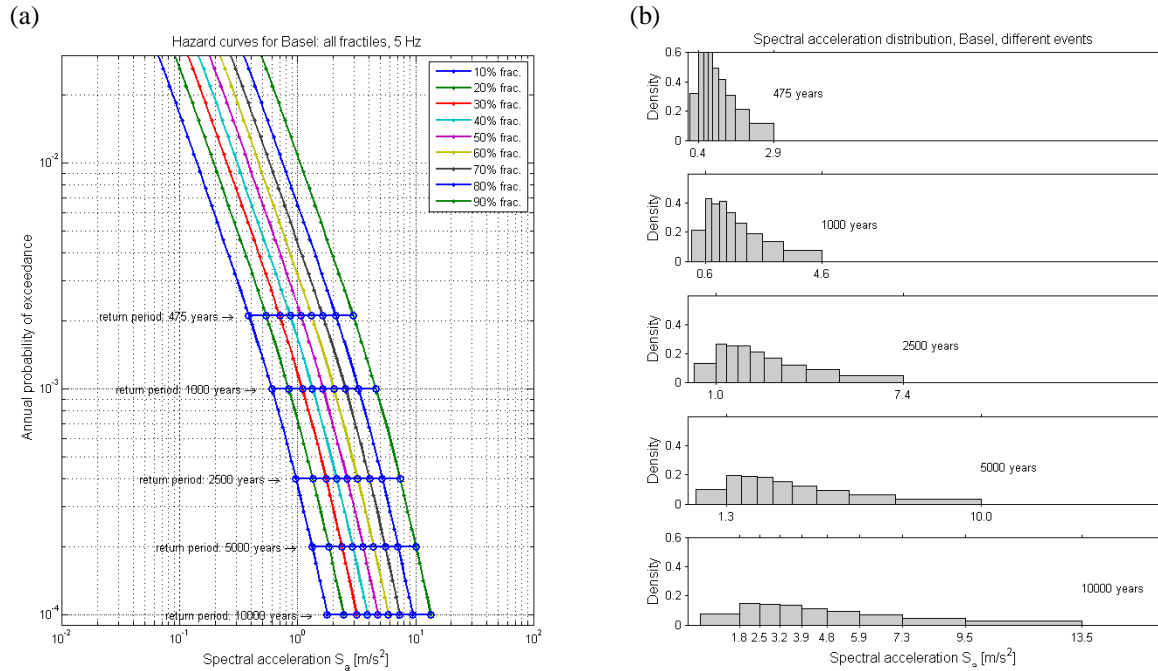 (a)
Hazard curves for Basel: all fractiles, 5 Hz
10% frac.
20% frac.
30% frac.
40% frac.
50% frac.
60% frac.
70% frac.
80% frac.
90% frac.
Annual probability of exceedance
10^-2
10^-3
10^-4
return period: 475 years →
return period: 1000 years →
return period: 2500 years →
return period: 5000 years →
return period: 10000 years →
10^-2 10^-1 10^0 10^1 10^2
Spectral acceleration S_a [m/s^2]
(b)
Spectral acceleration distribution, Basel, different events
Density
0.6
0.4
0.2
0
475 years
0.4 2.9
Density
0.4
0.2
0
1000 years
0.6 4.6
Density
0.4
0.2
0
2500 years
1.0 7.4
Density
0.4
0.2
0
5000 years
1.3 10.0
Density
0.4
0.2
0
10000 years
1.8 2.5 3.2 3.9 4.8 5.9 7.3 9.5 13.5
Spectral acceleration S_a [m/s^2]